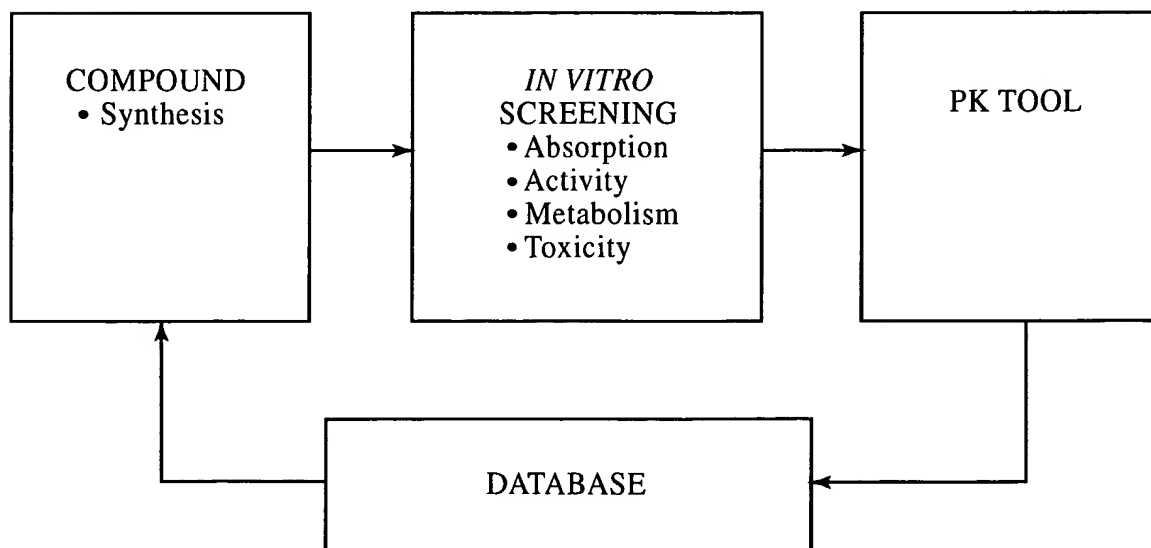 COMPOUND
• Synthesis
IN VITRO
SCREENING
• Absorption
• Activity
• Metabolism
• Toxicity
PK TOOL
DATABASE